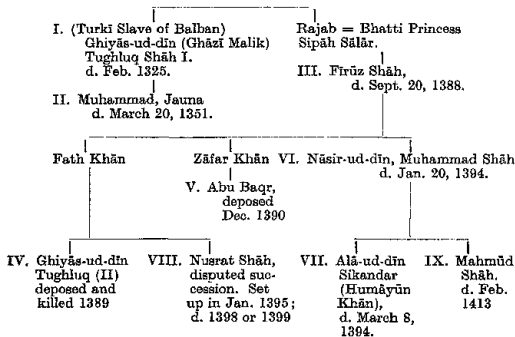 I. (Turkī Slave of Balban)
Ghiyās-ud-dīn (Ghāzī Malik)
Tughluq Shāh I.
d. Feb. 1325.
Rajab = Bhatti Princess
Sipāh Sālār.
III. Fīrūz Shāh,
d. Sept. 20, 1388.
II. Muhammad, Jauna
d. March 20, 1351.
Fath Khān
Zāfar Khān
V. Abu Baqr,
deposed
Dec. 1390
VI. Nāsir-ud-dīn, Muhammad Shāh
d. Jan. 20, 1394.
IV. Ghiyās-ud-dīn
Tughluq (II)
deposed and
killed 1389
VIII. Nusrat Shāh,
disputed suc-
cession. Set
up in Jan. 1395;
d. 1398 or 1399
VII. Alā-ud-dīn
Sikandar
(Humāyūn
Khān),
d. March 8,
1394.
IX. Mahmūd
Shāh.
d. Feb.
1413